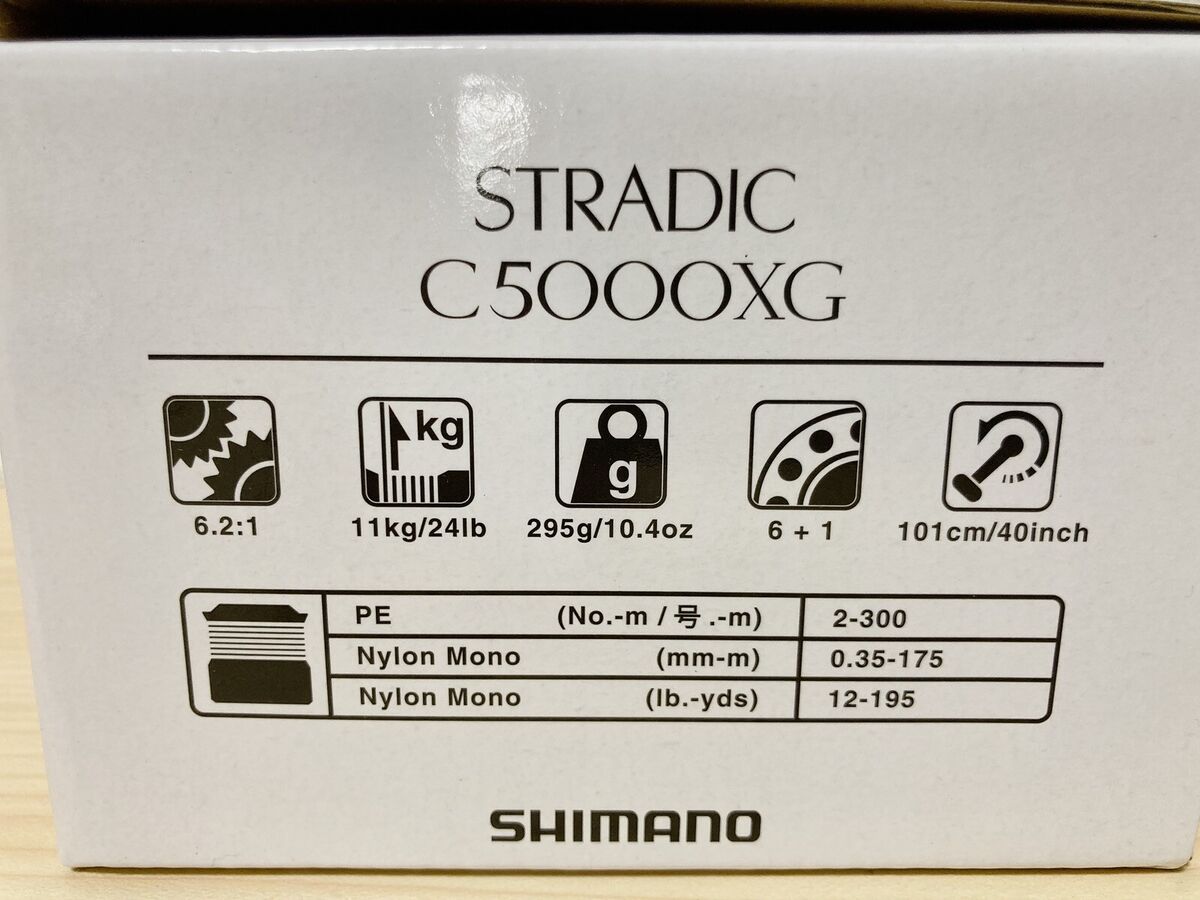 STRADIC
C5000XG
kg
g
6.2:1 11kg/24lb 295g/10.4oz 6 + 1 101cm/40inch
PE (No.-m / 号.-m) 2-300
Nylon Mono (mm-m) 0.35-175
Nylon Mono (lb.-yds) 12-195
SHIMANO